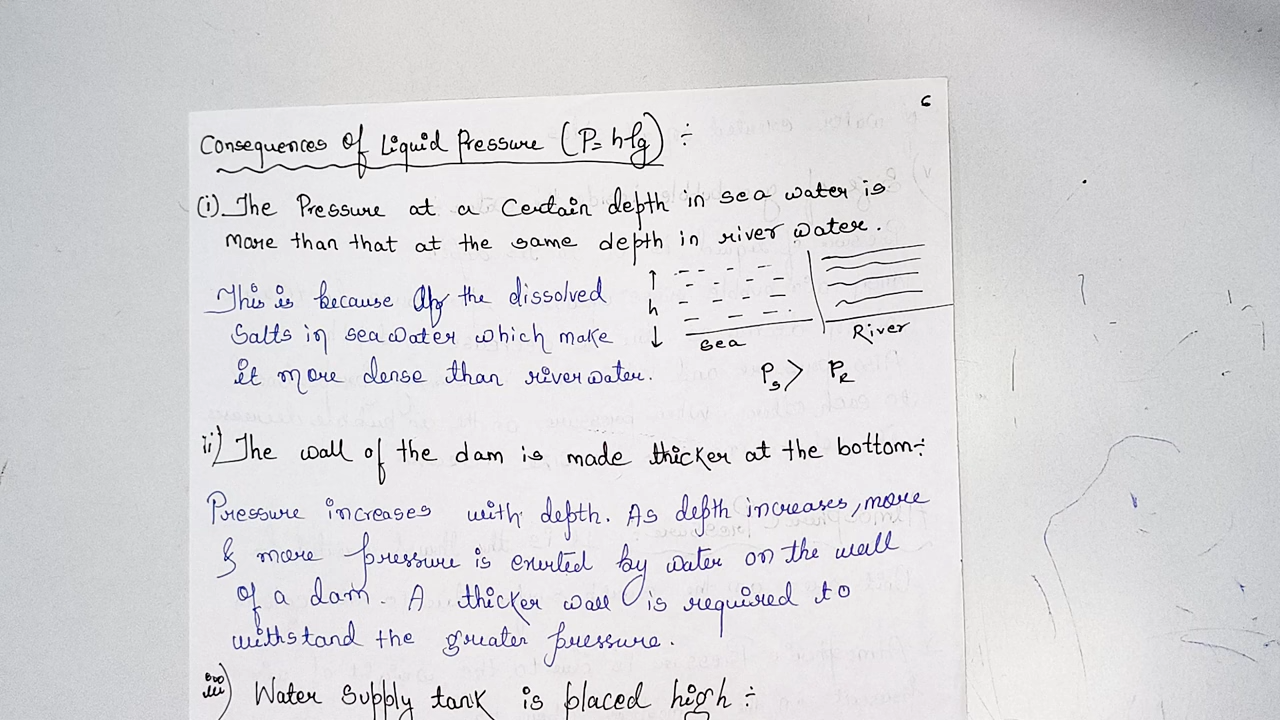 6
Consequences of Liquid Pressure (P= hρg) ÷
(i) The Pressure at a Certain depth in sea water is
more than that at the same depth in river water.
This is because of the dissolved
Salts in sea water which make
it more dense than river water.
h
Sea
River
Ps > PR
ii) The wall of the dam is made thicker at the bottom÷
Pressure increases with depth. As depth increases, more
& more pressure is exerted by water on the wall
of a dam. A thicker wall is required to
withstand the greater pressure.
iii) Water Supply tank is placed high ÷